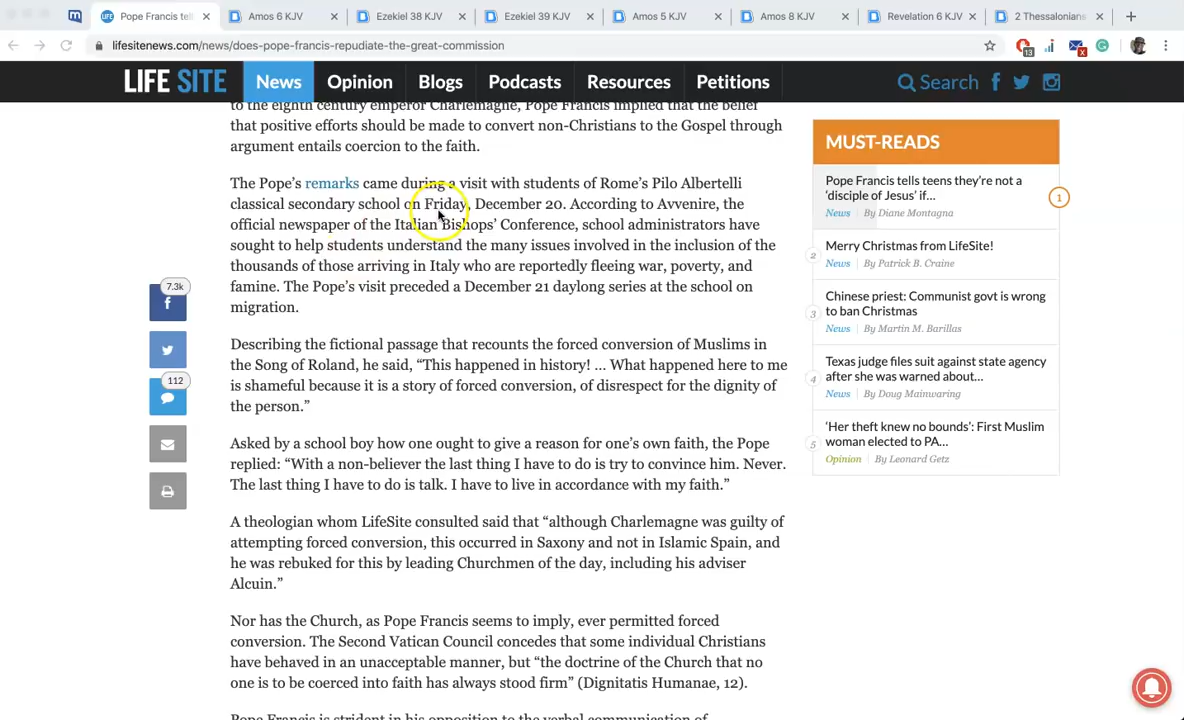 Pope Francis tell
Amos 6 KJV
Ezekiel 38 KJV
Ezekiel 39 KJV
Amos 5 KJV
Amos 8 KJV
Revelation 6 KJV
2 Thessalonians
lifesitenews.com/news/does-pope-francis-repudiate-the-great-commission
13
x
LIFE SITE
News
Opinion
Blogs
Podcasts
Resources
Petitions
Search
to the eighth century emperor Charlemagne, Pope Francis implied that the belief
that positive efforts should be made to convert non-Christians to the Gospel through
argument entails coercion to the faith.
The Pope's remarks came during a visit with students of Rome's Pilo Albertelli
classical secondary school on Friday, December 20. According to Avvenire, the
official newspaper of the Italian Bishops' Conference, school administrators have
sought to help students understand the many issues involved in the inclusion of the
thousands of those arriving in Italy who are reportedly fleeing war, poverty, and
famine. The Pope's visit preceded a December 21 daylong series at the school on
migration.
Describing the fictional passage that recounts the forced conversion of Muslims in
the Song of Roland, he said, “This happened in history! ... What happened here to me
is shameful because it is a story of forced conversion, of disrespect for the dignity of
the person.”
Asked by a school boy how one ought to give a reason for one's own faith, the Pope
replied: “With a non-believer the last thing I have to do is try to convince him. Never.
The last thing I have to do is talk. I have to live in accordance with my faith.”
A theologian whom LifeSite consulted said that “although Charlemagne was guilty of
attempting forced conversion, this occurred in Saxony and not in Islamic Spain, and
he was rebuked for this by leading Churchmen of the day, including his adviser
Alcuin.”
Nor has the Church, as Pope Francis seems to imply, ever permitted forced
conversion. The Second Vatican Council concedes that some individual Christians
have behaved in an unacceptable manner, but “the doctrine of the Church that no
one is to be coerced into faith has always stood firm” (Dignitatis Humanae, 12).
Pope Francis is strident in his opposition to the verbal communication of
7.3k
112
MUST-READS
Pope Francis tells teens they're not a
‘disciple of Jesus’ if...
News | By Diane Montagna
1
Merry Christmas from LifeSite!
2
News | By Patrick B. Craine
Chinese priest: Communist govt is wrong
3
to ban Christmas
News | By Martin M. Barillas
Texas judge files suit against state agency
4
after she was warned about...
News | By Doug Mainwaring
‘Her theft knew no bounds’: First Muslim
5
woman elected to PA...
Opinion | By Leonard Getz